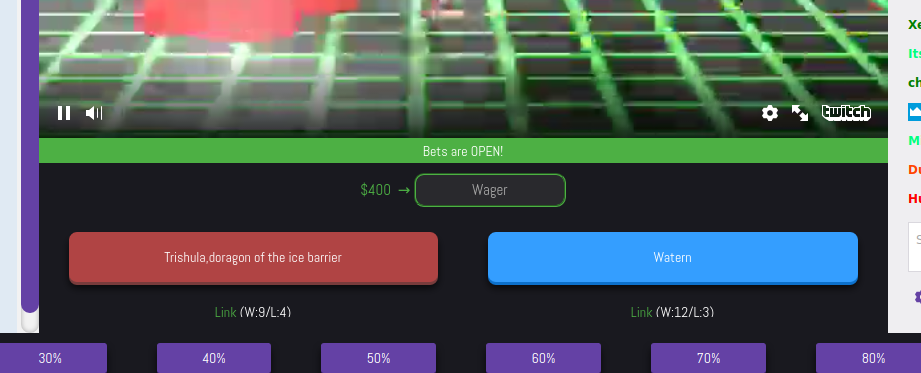 Xe
Its
ch
M
Du
Hu
S
twitch
Bets are OPEN!
$400 → Wager
Trishula,doragon of the ice barrier
Watern
Link (W:9/L:4)
Link (W:12/L:3)
30% 40% 50% 60% 70% 80%